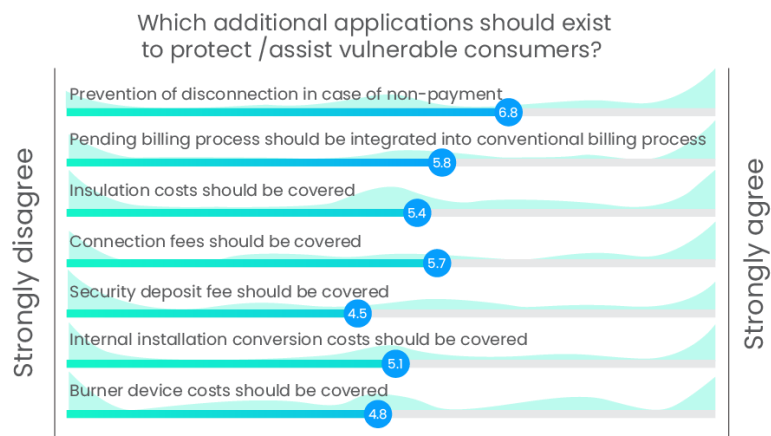 Which additional applications should exist
to protect /assist vulnerable consumers?
Strongly disagree
Strongly agree
Prevention of disconnection in case of non-payment
6.8
Pending billing process should be integrated into conventional billing process
5.8
Insulation costs should be covered
5.4
Connection fees should be covered
5.7
Security deposit fee should be covered
4.5
Internal installation conversion costs should be covered
5.1
Burner device costs should be covered
4.8